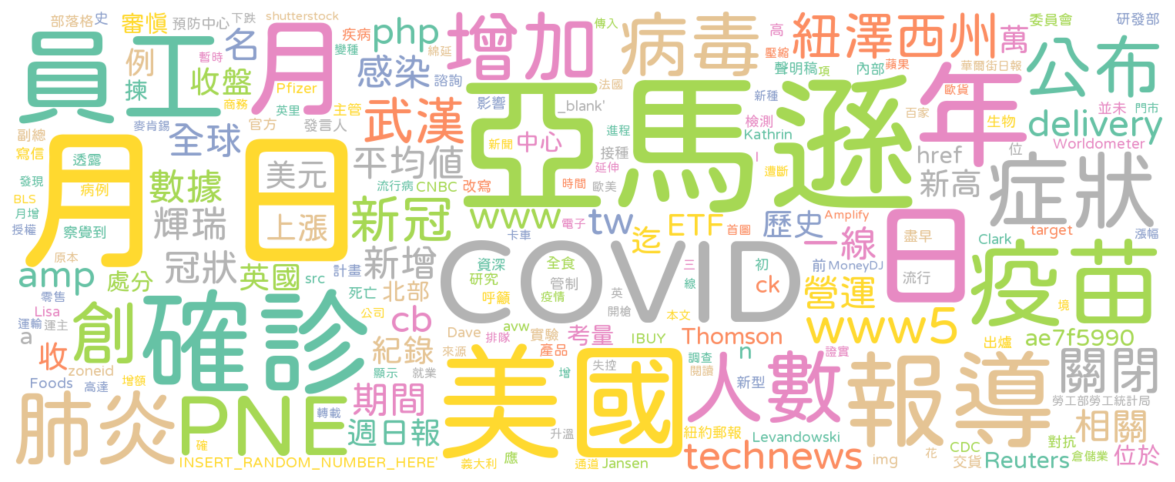 部落格 史 審慎 預防中心 下跌 shutterstock
員工 月 例 名 疾病 變種 php 增加 病毒 傳入 高 紐澤西州 萬 委員會 研發部 公布
揀 收盤 感染 綿延 諮詢 法國 壓縮 聲明稿 項 內部 蘋果 華爾街日報
暫時 商務 Pfizer 英里 主管 影響 _blank' 新種 檢測 百家 歐貨 並未 門市
麥肯錫 官方 發言人 武漢 進程 亞馬遜 年 生物 delivery
副總 寫信 全球 平均值 新聞 中心 接種 Kathrin I 遭斷 位 Worldometer
透露 月 日 美元 流行病 CNBC 改寫 時間 延伸 歐美 href 新高 症狀
發現 病例 數據 BLS 月增 授權 輝瑞 上漲 新冠 www 電子 tw ETF 首圖 歷史 Amplify 一線 日 盡早 target 漲幅
察覺到 原本 冠狀 新增 卡車 COVID 迄 前 MoneyDJ Clark 流行 疫苗
amp 處分 英國 src 計畫 資深 全食 三 初 ck 營運
零售 死亡 北部 研究 管制 線
Lisa 運輸 運主 創 確診 公司 cb 呼籲 疫情 英 開槍 本文 www5 境 ae7f5990
a 收 zoneid 紀錄 Dave 排隊 avw 實驗 考量 IBUY Thomson n 調查 閱讀 證實 出爐 關閉
Foods 高達 增額 顯示 就業 來源 產品 美國 失控 新型 人數 報導 勞工部勞工統計局
肺炎 PNE 轉載 期間 增 相關
確 週日報 升溫 紐約郵報 Levandowski CDC 對抗
INSERT_RANDOM_NUMBER_HERE' 義大利 應 通道 Jansen technews img 花 交貨 Reuters 倉儲業 位於